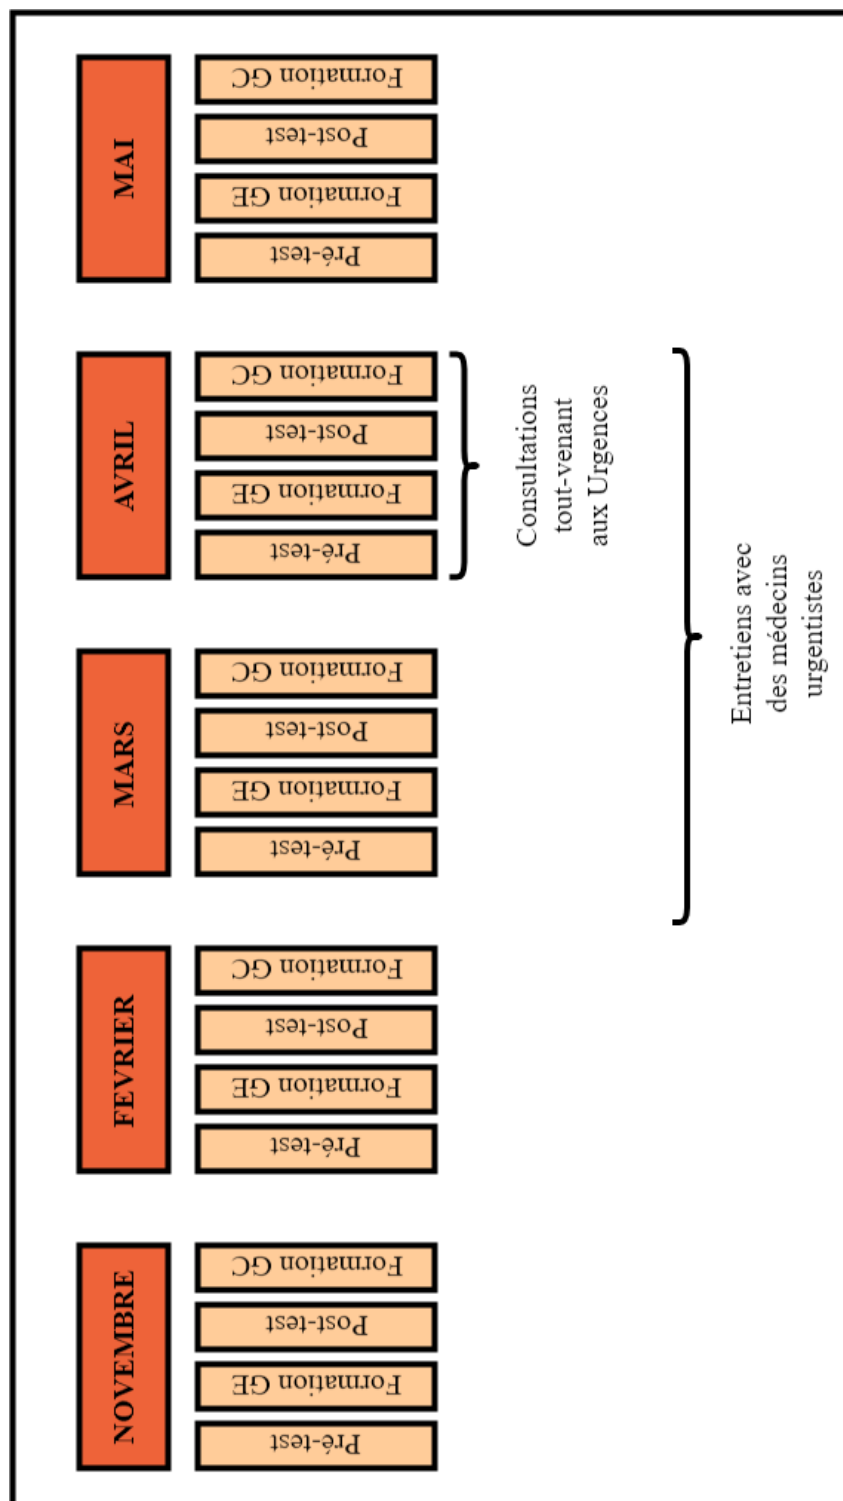 NOVEMBRE
Pré-test
Formation GE
Post-test
Formation GC
FEVRIER
Pré-test
Formation GE
Post-test
Formation GC
MARS
Pré-test
Formation GE
Post-test
Formation GC
AVRIL
Pré-test
Formation GE
Post-test
Formation GC
MAI
Pré-test
Formation GE
Post-test
Formation GC
Consultations
tout-venant
aux Urgences
Entretiens avec
des médecins
urgentistes